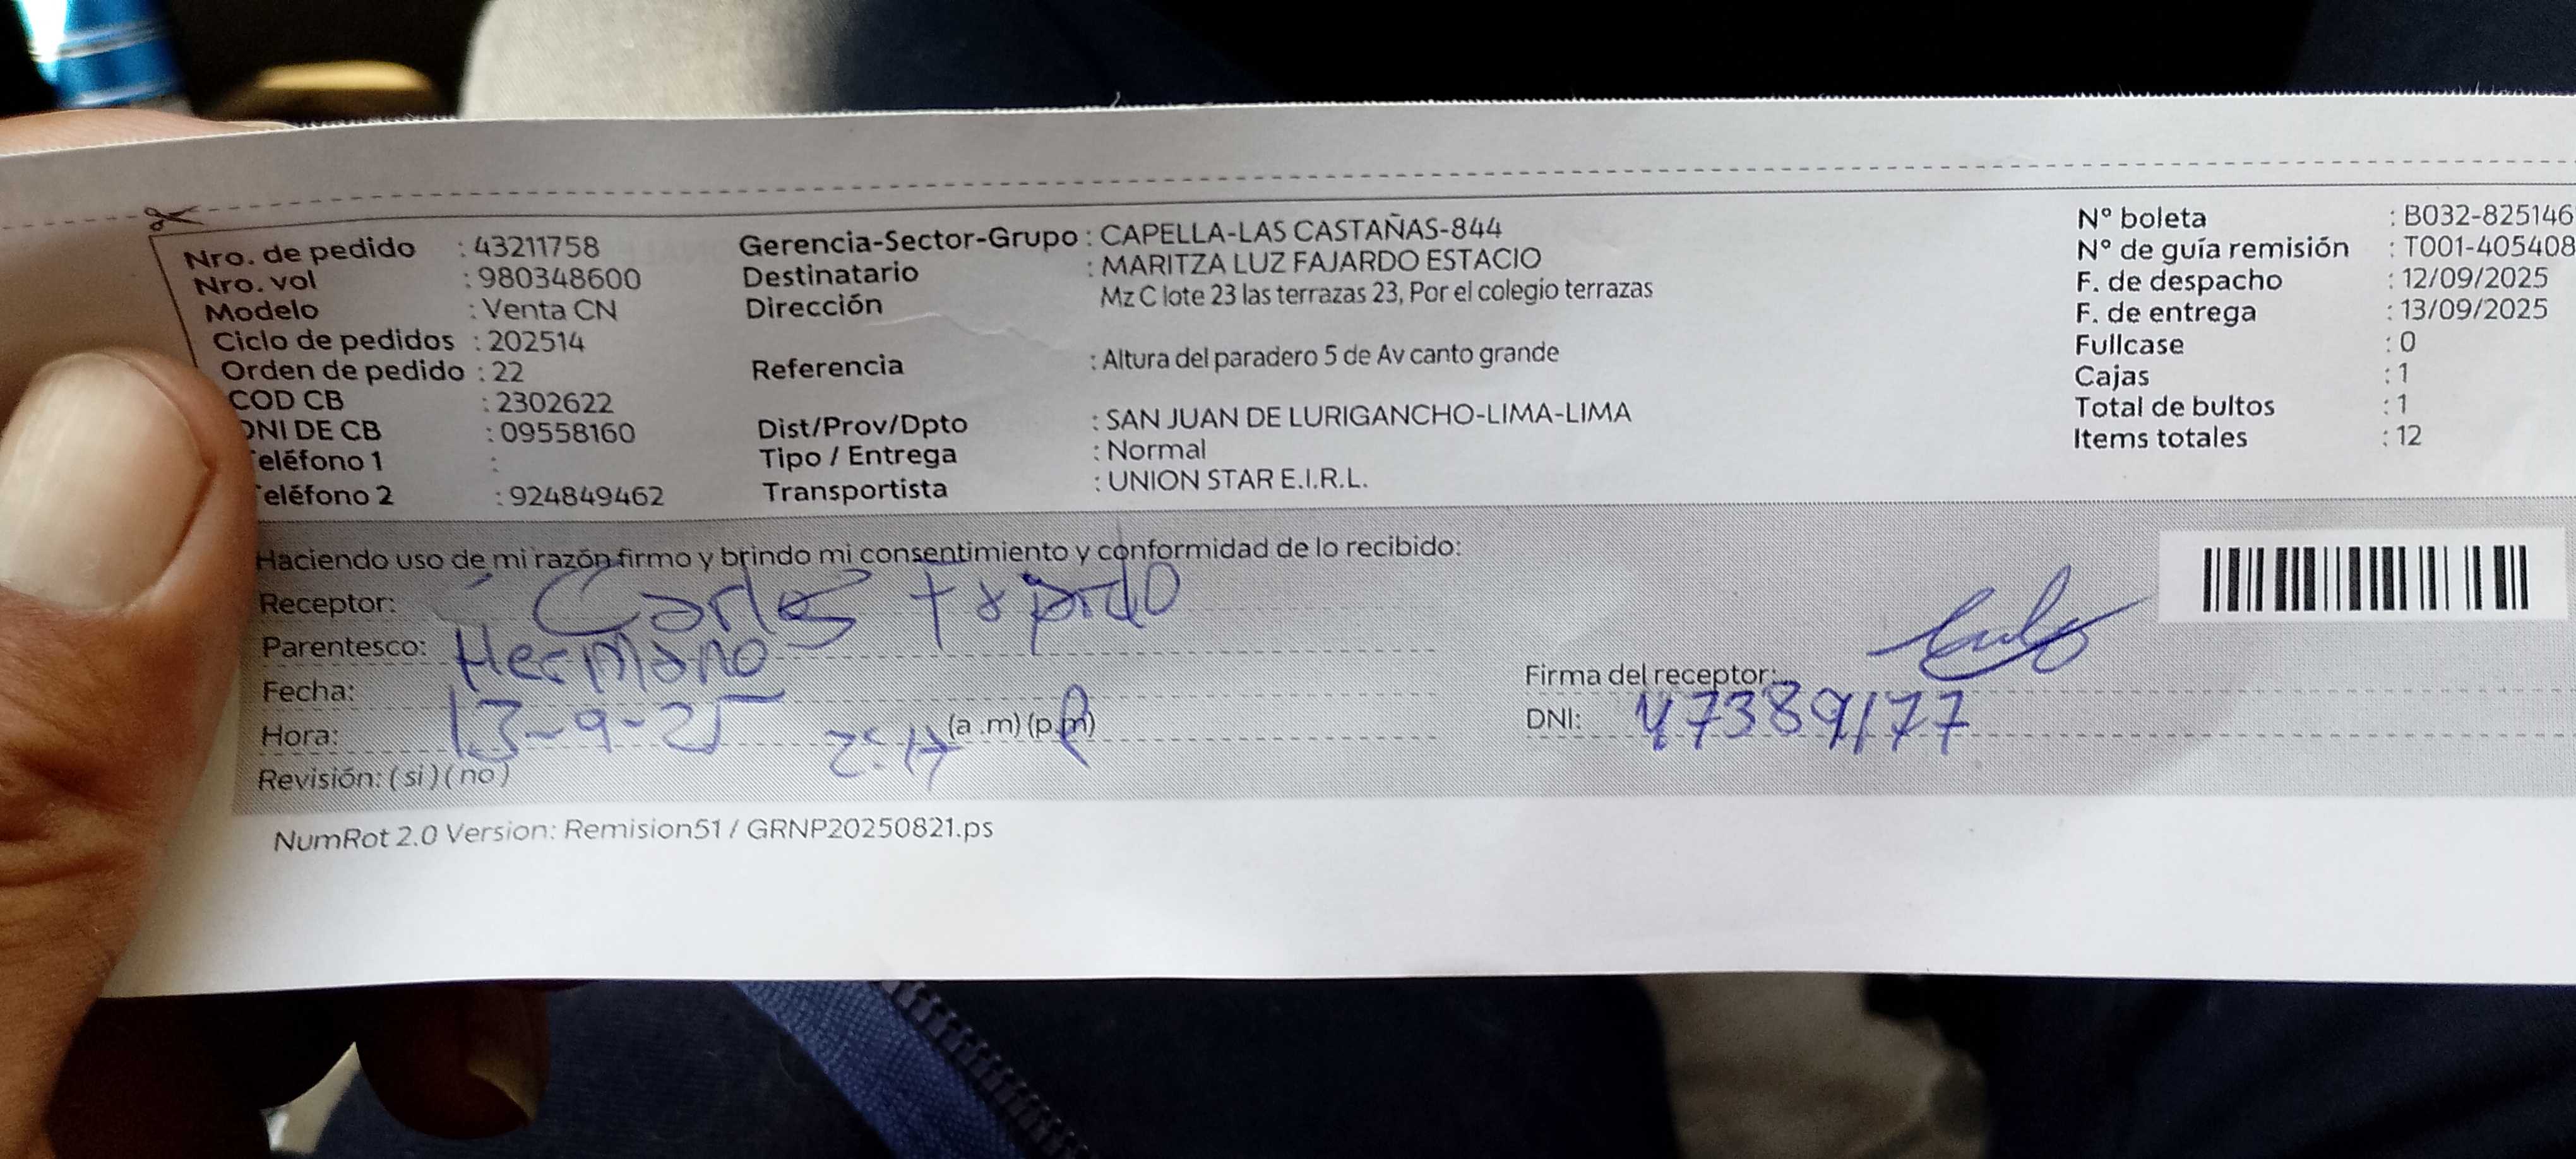 Nro. de pedido : 43211758
Nro. vol : 980348600
Modelo : Venta CN
Ciclo de pedidos : 202514
Orden de pedido : 22
COD CB : 2302622
DNI DE CB : 09558160
Teléfono 1 :
Teléfono 2 : 924849462
Gerencia-Sector-Grupo : CAPELLA-LAS CASTAÑAS-844
Destinatario : MARITZA LUZ FAJARDO ESTACIO
Dirección Mz C lote 23 las terrazas 23, Por el colegio terrazas
Referencia : Altura del paradero 5 de Av canto grande
Dist/Prov/Dpto : SAN JUAN DE LURIGANCHO-LIMA-LIMA
Tipo / Entrega : Normal
Transportista : UNION STAR E.I.R.L.
N° boleta : B032-825146
N° de guía remisión : T001-405408
F. de despacho : 12/09/2025
F. de entrega : 13/09/2025
Fullcase : 0
Cajas : 1
Total de bultos : 1
Items totales : 12
Haciendo uso de mi razón firmo y brindo mi consentimiento y conformidad de lo recibido:
Receptor: Carlos
Parentesco: Hermano
Fecha: 13-9-25
Hora: (a .m) (p.m)
Revisión: ( si ) ( no )
Firma del receptor:
DNI: 47389177
NumRot 2.0 Version: Remision51 / GRNP20250821.ps